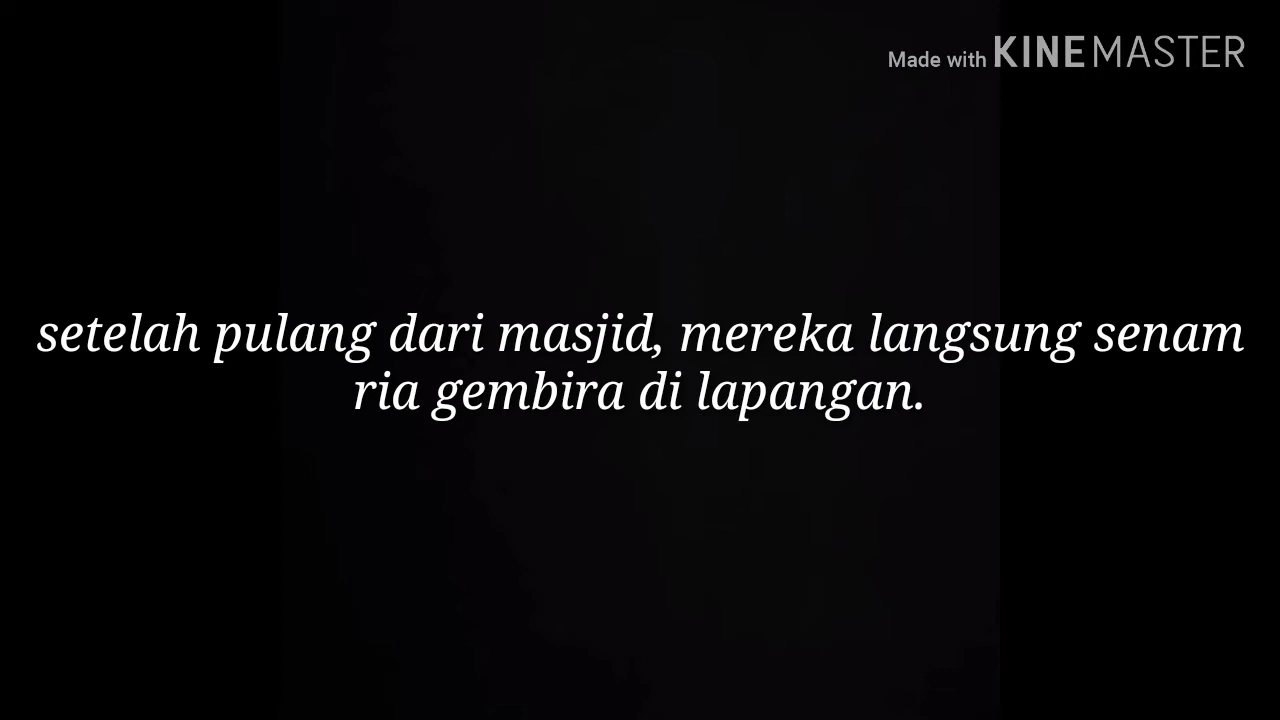 Made with KINEMASTER
setelah pulang dari masjid, mereka langsung senam
ria gembira di lapangan.